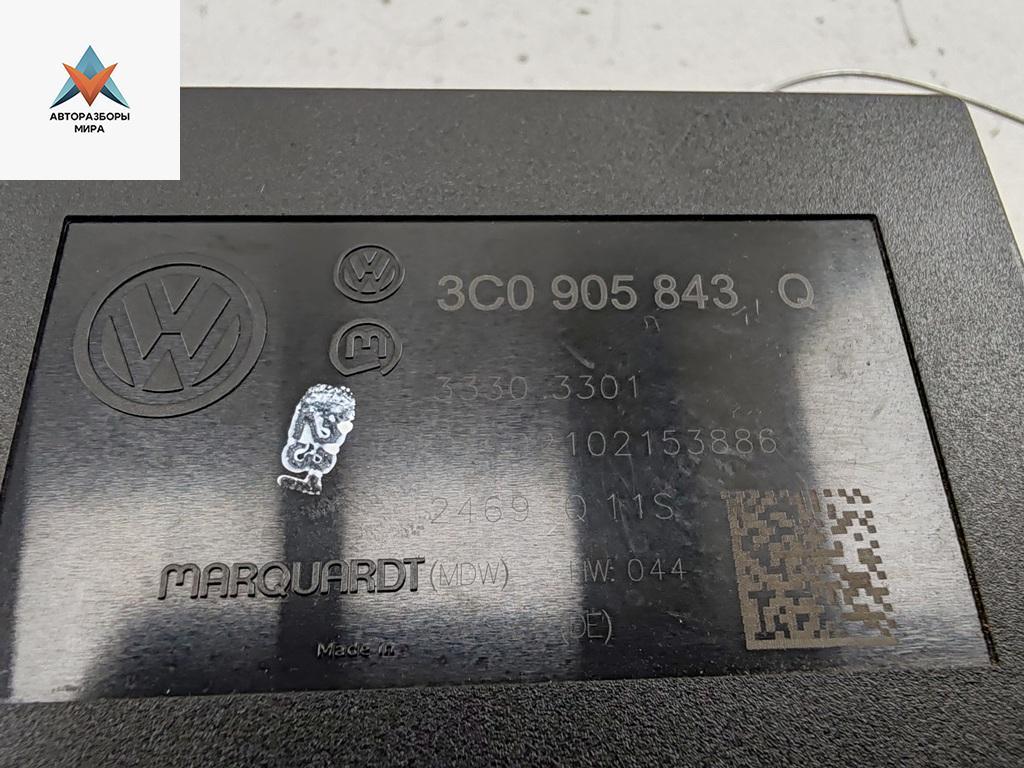 АВТОРАЗБОРЫ
МИРА
3C0 905 843 Q
3330.3301
102153886
2469 Q 11S
MARQUARDT (MDW) HW: 044
Made in (DE)